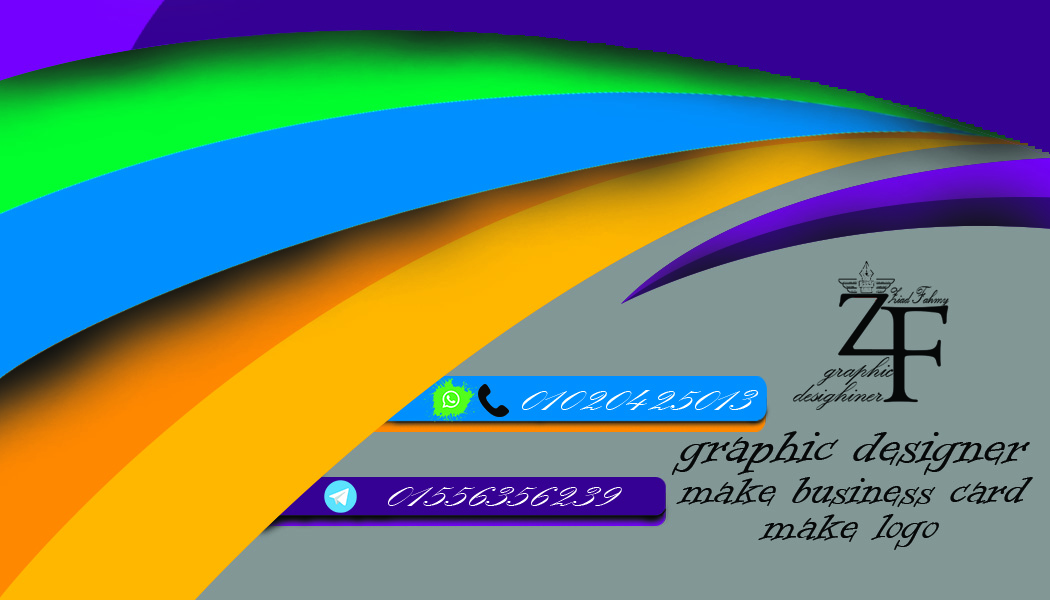 Ziad Fahmy
ZF
graphic
desighiner
01020425013
graphic designer
make business card
01556356239
make logo